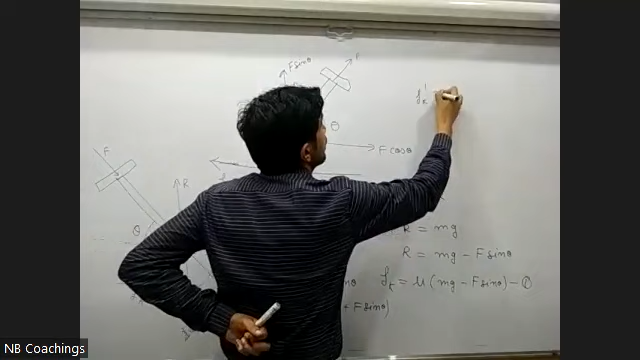 F sinθ
F
θ
F cosθ
F
R
θ
fₖ'
R = mg
R = mg - F sinθ
fₖ = μ(mg - F sinθ) - ①
+ F sinθ)
NB Coachings